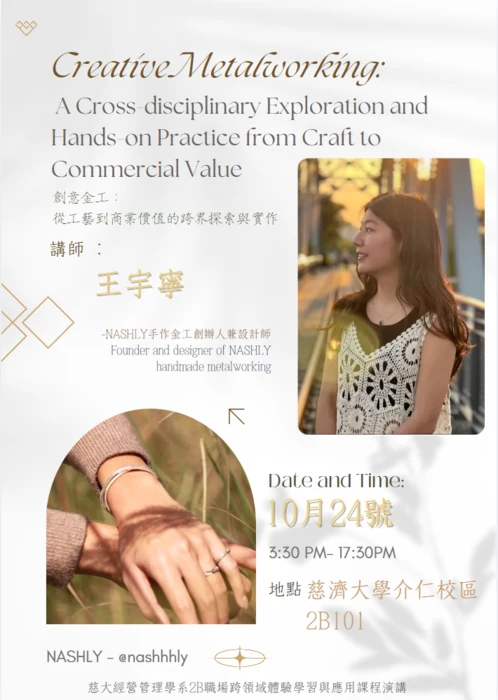 Creative Metalworking:
A Cross-disciplinary Exploration and
Hands-on Practice from Craft to
Commercial Value
創意金工：
從工藝到商業價值的跨界探索與實作
講師 ：
王宇寧
-NASHLY手作金工創辦人兼設計師
Founder and designer of NASHLY
handmade metalworking
Date and Time:
10月24號
3:30 PM- 17:30PM
地點 慈濟大學介仁校區
2B101
NASHLY - @nashhhly
慈大經營管理學系2B職場跨領域體驗學習與應用課程演講